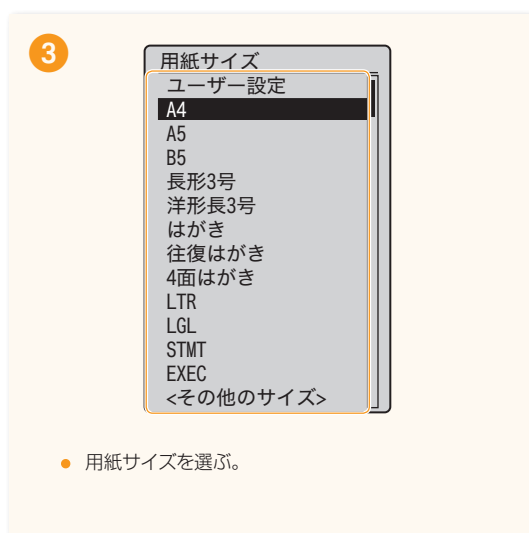 3
用紙サイズ
ユーザー設定
A4
A5
B5
長形3号
洋形長3号
はがき
往復はがき
4面はがき
LTR
LGL
STMT
EXEC
<その他のサイズ>
● 用紙サイズを選ぶ。